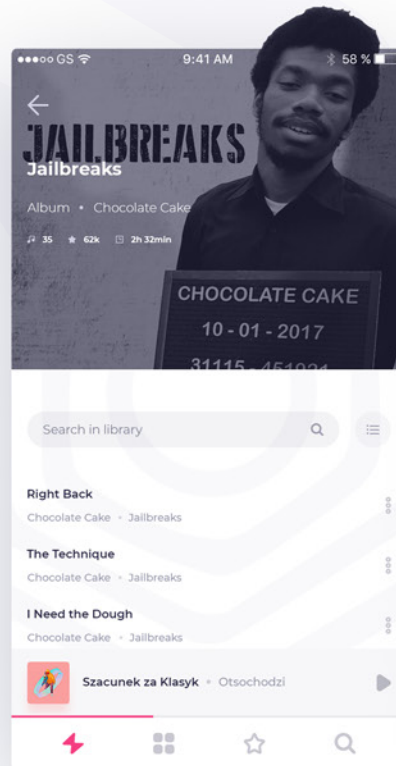 GS
9:41 AM
58 %
JAILBREAKS
Jailbreaks
Album • Chocolate Cake
35 62k 2h 32min
CHOCOLATE CAKE
10 - 01 - 2017
31115 - 451921
Search in library
Right Back
Chocolate Cake • Jailbreaks
The Technique
Chocolate Cake • Jailbreaks
I Need the Dough
Chocolate Cake • Jailbreaks
Szacunek za Klasyk • Otsochodzi